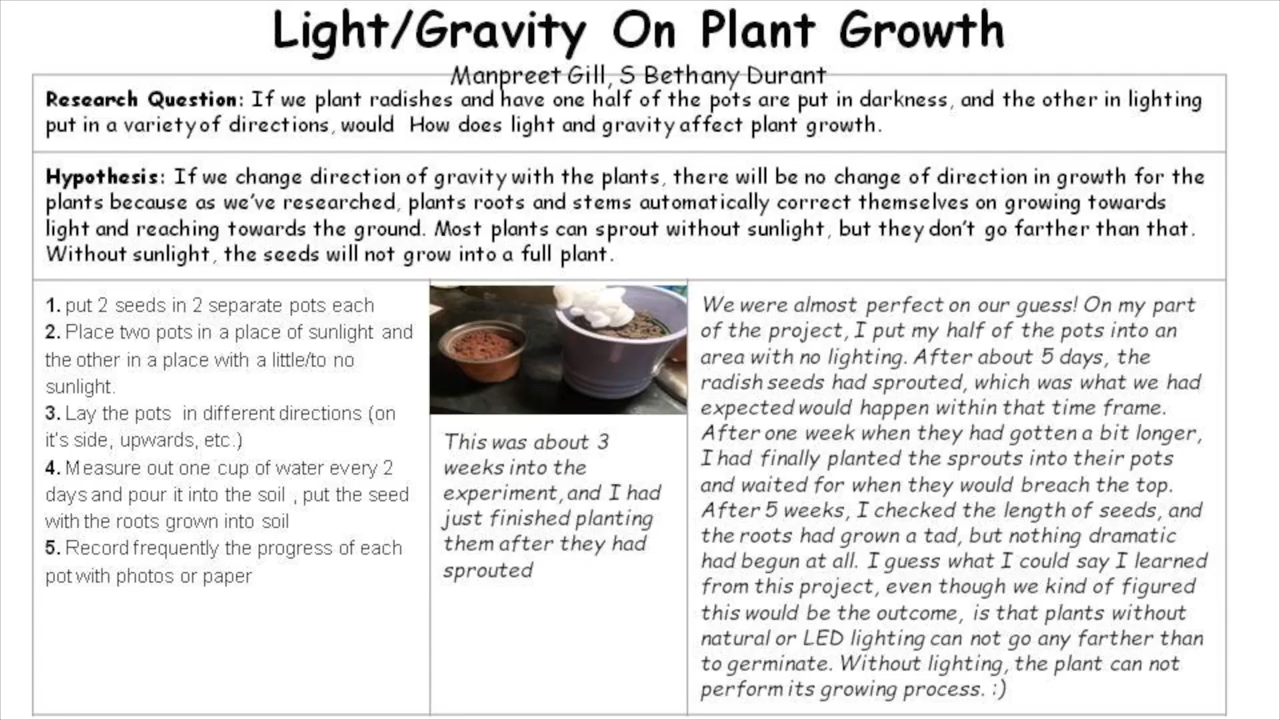 Light/Gravity On Plant Growth
Manpreet Gill, S Bethany Durant
Research Question: If we plant radishes and have one half of the pots are put in darkness, and the other in lighting
put in a variety of directions, would  How does light and gravity affect plant growth.
Hypothesis: If we change direction of gravity with the plants, there will be no change of direction in growth for the
plants because as we've researched, plants roots and stems automatically correct themselves on growing towards
light and reaching towards the ground. Most plants can sprout without sunlight, but they don't go farther than that.
Without sunlight, the seeds will not grow into a full plant.
1. put 2 seeds in 2 separate pots each
2. Place two pots in a place of sunlight and
the other in a place with a little/to no
sunlight.
3. Lay the pots  in different directions (on
it's side, upwards, etc.)
4. Measure out one cup of water every 2
days and pour it into the soil , put the seed
with the roots grown into soil
5. Record frequently the progress of each
pot with photos or paper
This was about 3
weeks into the
experiment, and I had
just finished planting
them after they had
sprouted
We were almost perfect on our guess! On my part
of the project, I put my half of the pots into an
area with no lighting. After about 5 days, the
radish seeds had sprouted, which was what we had
expected would happen within that time frame.
After one week when they had gotten a bit longer,
I had finally planted the sprouts into their pots
and waited for when they would breach the top.
After 5 weeks, I checked the length of seeds, and
the roots had grown a tad, but nothing dramatic
had begun at all. I guess what I could say I learned
from this project, even though we kind of figured
this would be the outcome, is that plants without
natural or LED lighting can not go any farther than
to germinate. Without lighting, the plant can not
perform its growing process. :)